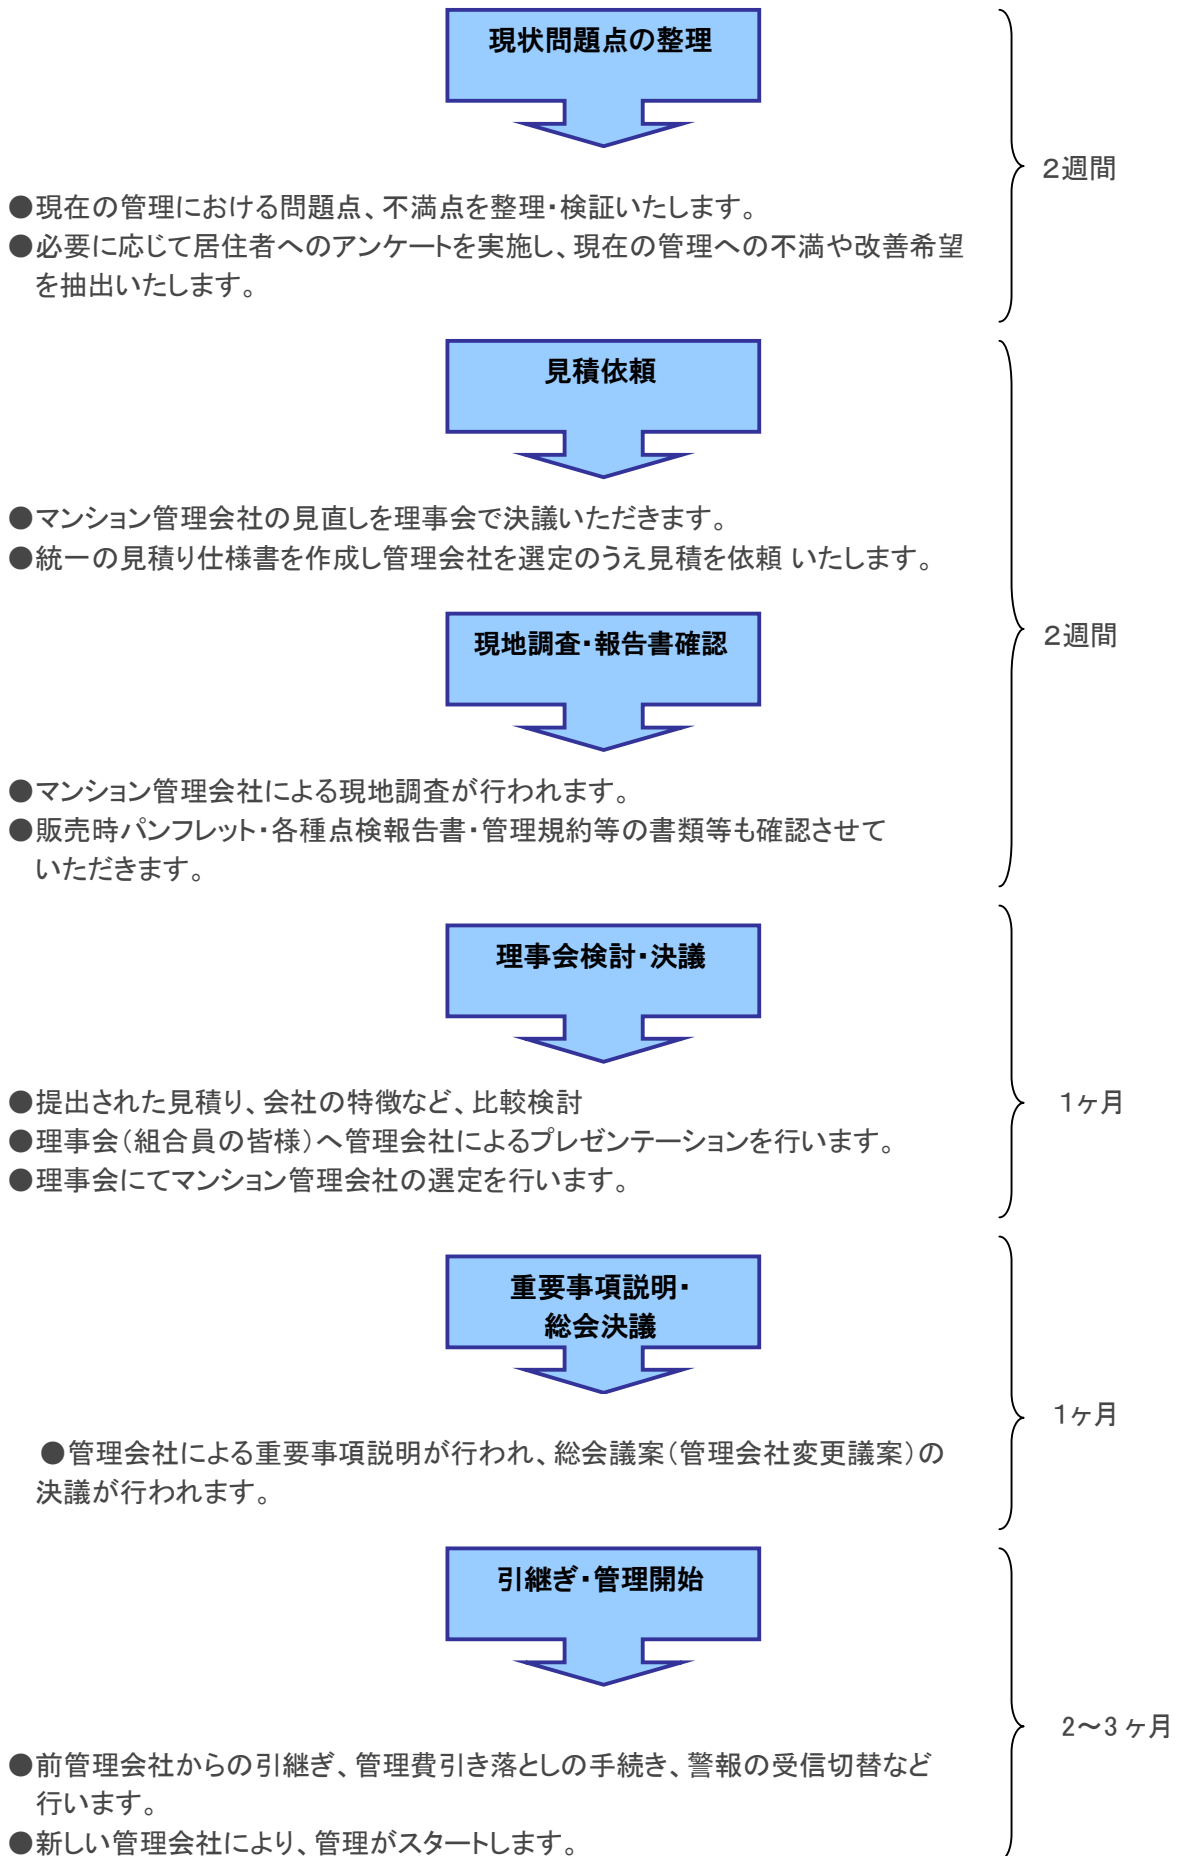 現状問題点の整理
２週間
●現在の管理における問題点、不満点を整理・検証いたします。
●必要に応じて居住者へのアンケートを実施し、現在の管理への不満や改善希望
を抽出いたします。
見積依頼
●マンション管理会社の見直しを理事会で決議いただきます。
●統一の見積り仕様書を作成し管理会社を選定のうえ見積を依頼 いたします。
２週間
現地調査・報告書確認
●マンション管理会社による現地調査が行われます。
●販売時パンフレット・各種点検報告書・管理規約等の書類等も確認させて
いただきます。
理事会検討・決議
●提出された見積り、会社の特徴など、比較検討
１ヶ月
●理事会（組合員の皆様）へ管理会社によるプレゼンテーションを行います。
●理事会にてマンション管理会社の選定を行います。
重要事項説明・
総会決議
１ヶ月
●管理会社による重要事項説明が行われ、総会議案（管理会社変更議案）の
決議が行われます。
引継ぎ・管理開始
2～3 ヶ月
●前管理会社からの引継ぎ、管理費引き落としの手続き、警報の受信切替など
行います。
●新しい管理会社により、管理がスタートします。